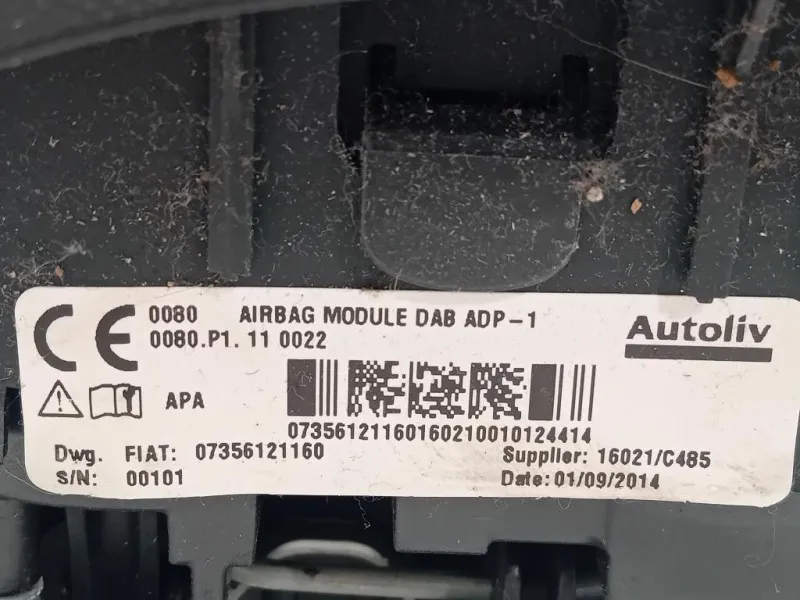 CE 0080 AIRBAG MODULE DAB ADP-1
0080.P1. 11 0022
Autoliv
APA
07356121160160210010124414
Dwg. FIAT: 07356121160
Supplier: 16021/C485
S/N: 00101
Date: 01/09/2014